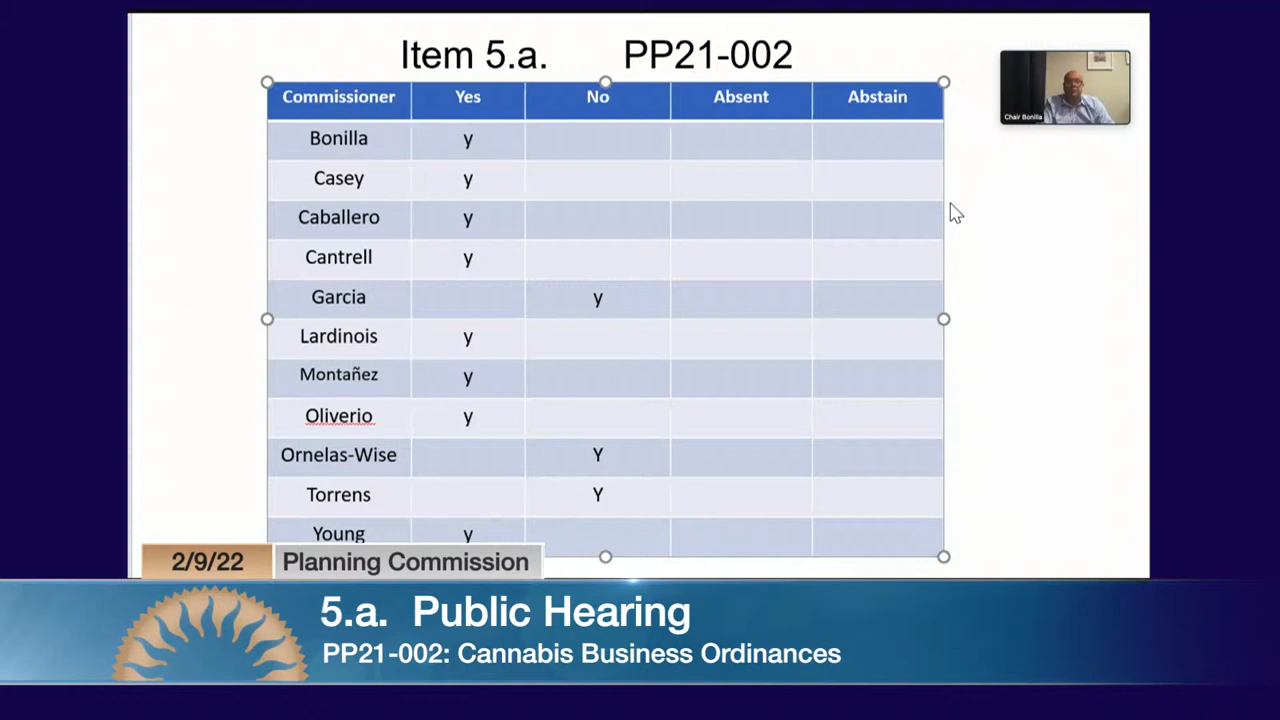 Item 5.a. PP21-002
Chair Bonilla
Commissioner Yes No Absent Abstain
Bonilla y
Casey y
Caballero y
Cantrell y
Garcia y
Lardinois y
Montañez y
Oliverio y
Ornelas-Wise Y
Torrens Y
Young y
2/9/22 Planning Commission
5.a. Public Hearing
PP21-002: Cannabis Business Ordinances